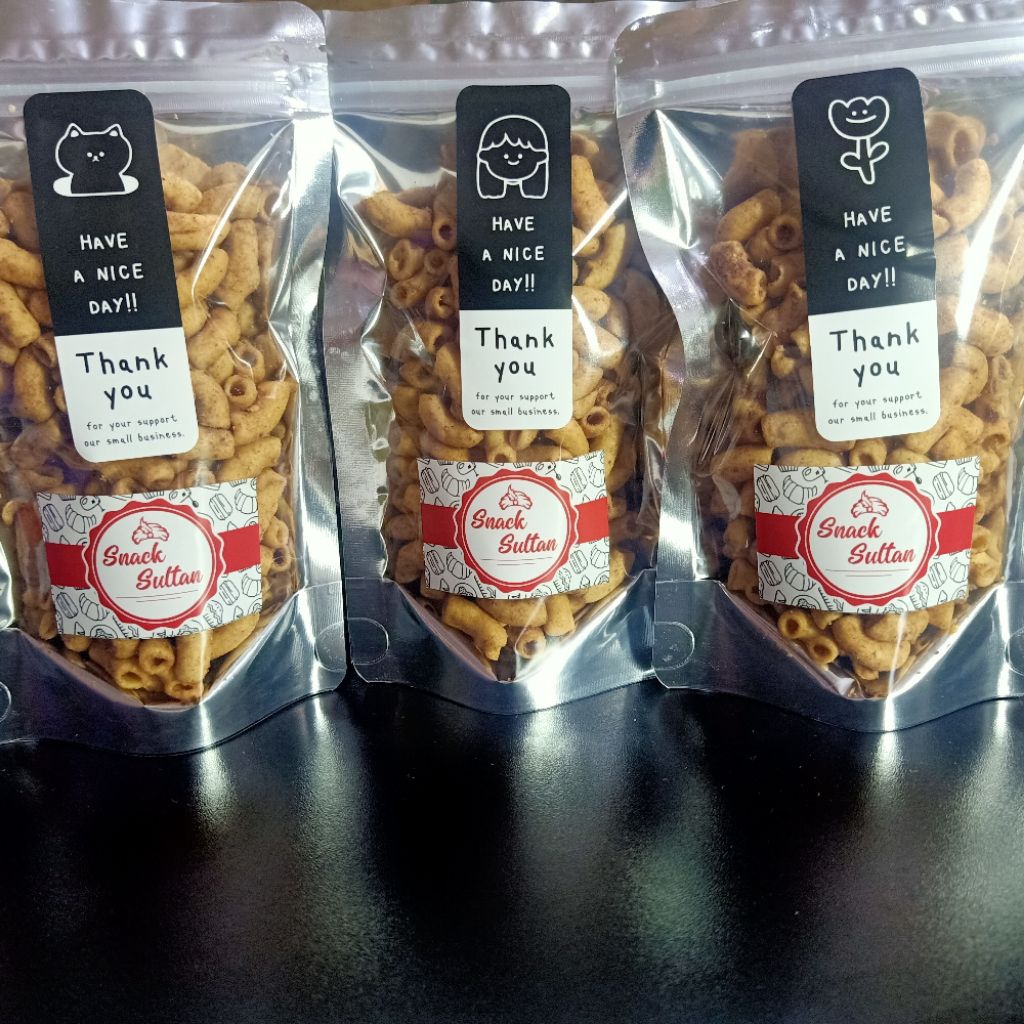 HAVE
A NICE
DAY!!
Thank
you
for your support
our small business.
Snack
Sultan
HAVE
A NICE
DAY!!
Thank
you
for your support
our small business.
Snack
Sultan
HAVE
A NICE
DAY!!
Thank
you
for your support
our small business.
Snack
Sultan